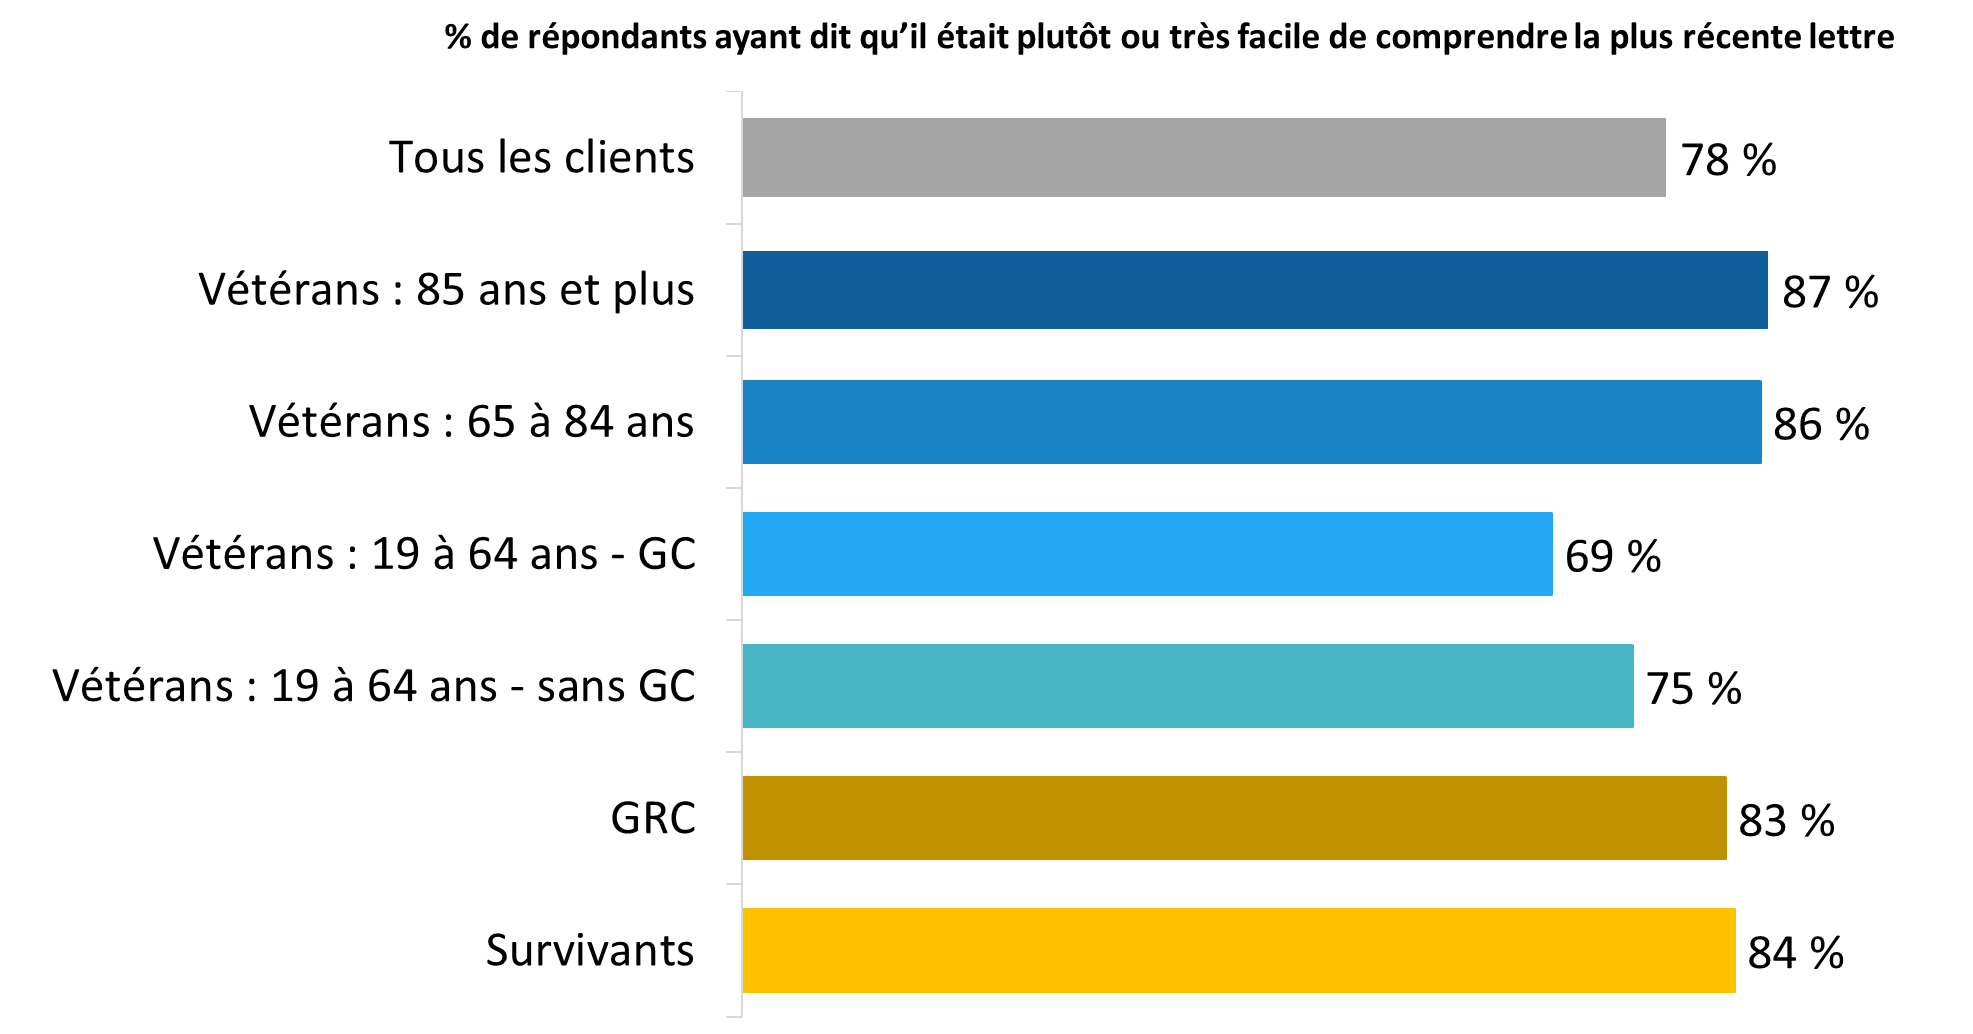 % de répondants ayant dit qu’il était plutôt ou très facile de comprendre la plus récente lettre
Tous les clients 78 %
Vétérans : 85 ans et plus 87 %
Vétérans : 65 à 84 ans 86 %
Vétérans : 19 à 64 ans - GC 69 %
Vétérans : 19 à 64 ans - sans GC 75 %
GRC 83 %
Survivants 84 %